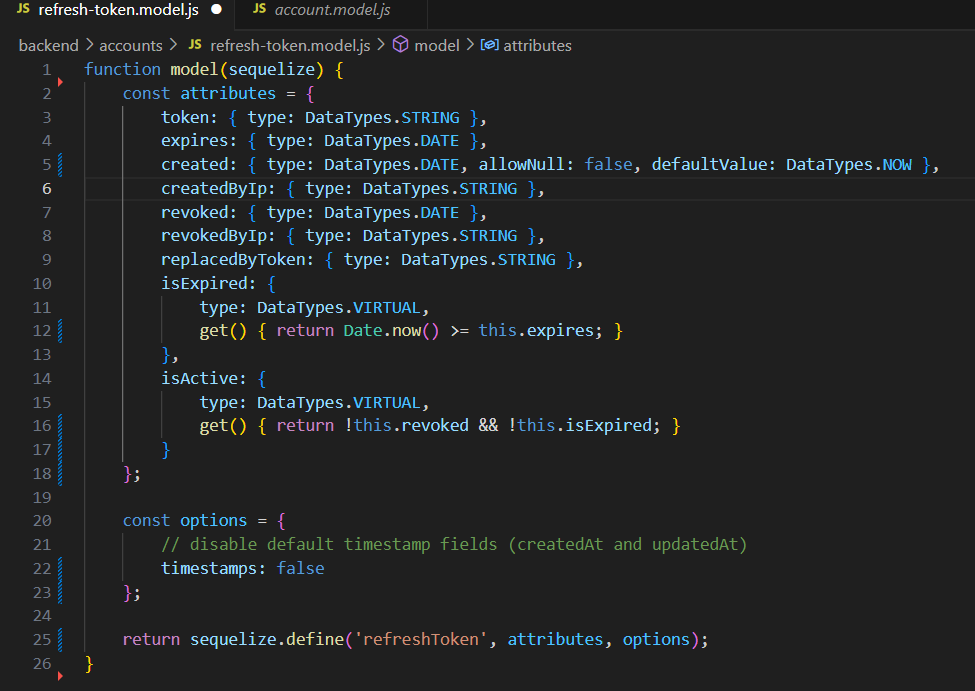 JS refresh-token.model.js ● JS account.model.js
backend > accounts > JS refresh-token.model.js > model > attributes
1 function model(sequelize) {
2     const attributes = {
3         token: { type: DataTypes.STRING },
4         expires: { type: DataTypes.DATE },
5         created: { type: DataTypes.DATE, allowNull: false, defaultValue: DataTypes.NOW },
6         createdByIp: { type: DataTypes.STRING },
7         revoked: { type: DataTypes.DATE },
8         revokedByIp: { type: DataTypes.STRING },
9         replacedByToken: { type: DataTypes.STRING },
10         isExpired: {
11             type: DataTypes.VIRTUAL,
12             get() { return Date.now() >= this.expires; }
13         },
14         isActive: {
15             type: DataTypes.VIRTUAL,
16             get() { return !this.revoked && !this.isExpired; }
17         }
18     };
19
20     const options = {
21         // disable default timestamp fields (createdAt and updatedAt)
22         timestamps: false
23     };
24
25     return sequelize.define('refreshToken', attributes, options);
26 }